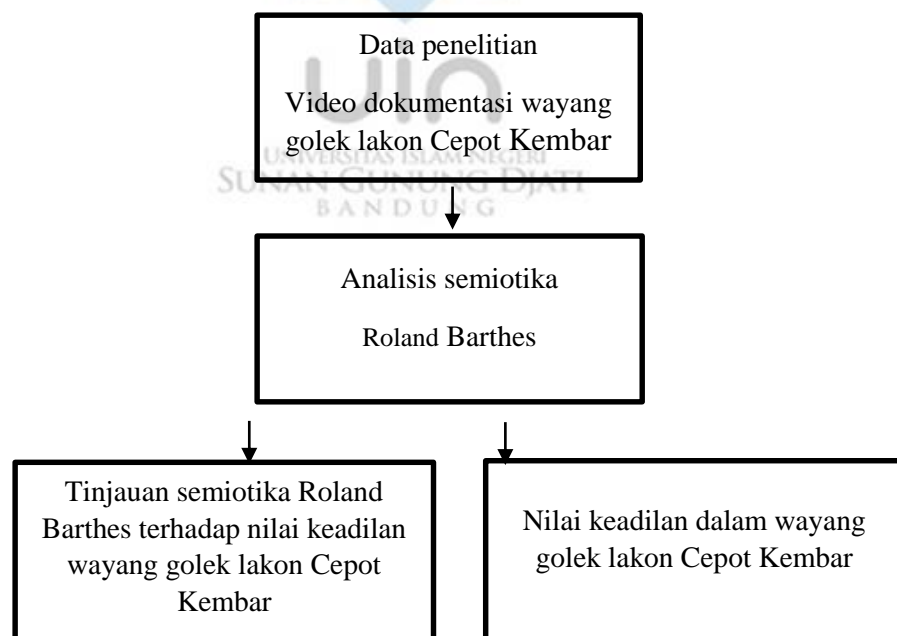 Data penelitian
Video dokumentasi wayang
golek lakon Cepot Kembar
uin
UNIVERSITAS ISLAM NEGERI
SUNAN GUNUNG DJATI
BANDUNG
Analisis semiotika
Roland Barthes
Tinjauan semiotika Roland
Barthes terhadap nilai keadilan
wayang golek lakon Cepot
Kembar
Nilai keadilan dalam wayang
golek lakon Cepot Kembar